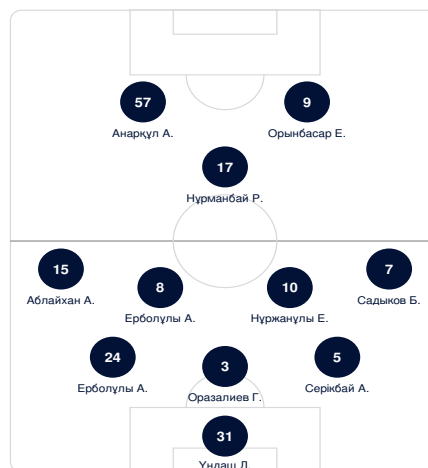 57 9
Анарқұл А. Орынбасар Е.
17
Нұрманбай Р.
15 7
8 10
Аблайхан А. Садыков Б.
Ерболұлы А. Нұржанұлы Е.
24 3 5
Ерболұлы А. Оразалиев Г. Серікбай А.
31
Үндаш Д.